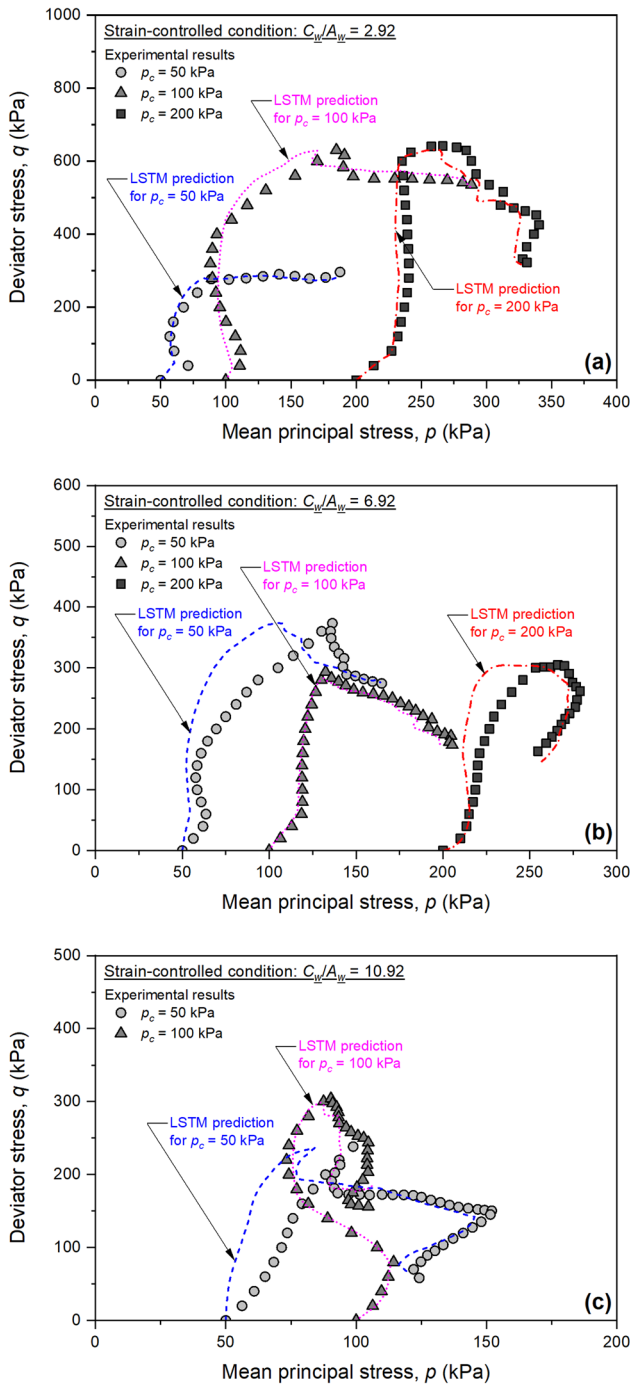 Strain-controlled condition: C_w/A_w = 2.92
Experimental results
p_c = 50 kPa
p_c = 100 kPa
p_c = 200 kPa
LSTM prediction
for p_c = 100 kPa
LSTM prediction
for p_c = 50 kPa
LSTM prediction
for p_c = 200 kPa
(a)
1000
800
600
400
200
0
Deviator stress, q (kPa)
0 50 100 150 200 250 300 350 400
Mean principal stress, p (kPa)
Strain-controlled condition: C_w/A_w = 6.92
Experimental results
p_c = 50 kPa
p_c = 100 kPa
p_c = 200 kPa
LSTM prediction
for p_c = 50 kPa
LSTM prediction
for p_c = 100 kPa
LSTM prediction
for p_c = 200 kPa
(b)
600
500
400
300
200
100
0
Deviator stress, q (kPa)
0 50 100 150 200 250 300
Mean principal stress, p (kPa)
Strain-controlled condition: C_w/A_w = 10.92
Experimental results
p_c = 50 kPa
p_c = 100 kPa
LSTM prediction
for p_c = 100 kPa
LSTM prediction
for p_c = 50 kPa
(c)
500
400
300
200
100
0
Deviator stress, q (kPa)
0 50 100 150 200
Mean principal stress, p (kPa)